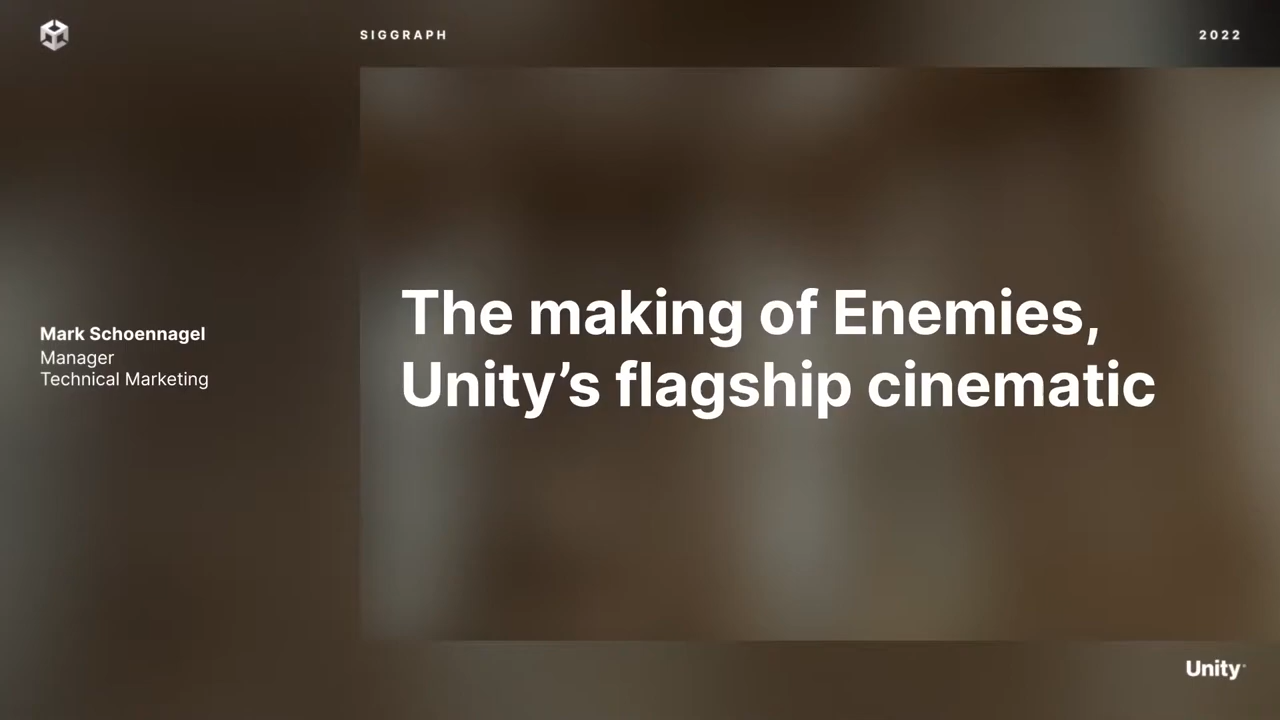 SIGGRAPH
2022
Mark Schoennagel
Manager
Technical Marketing
The making of Enemies,
Unity’s flagship cinematic
Unity